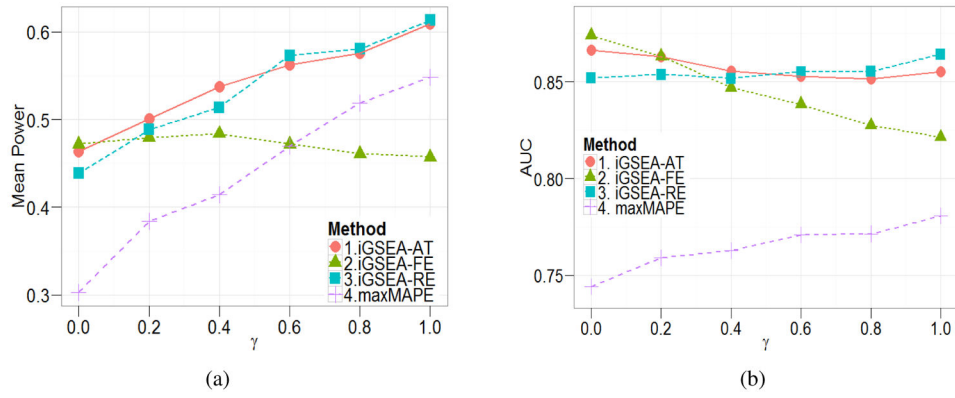 0.6
0.5
0.4
0.3
Mean Power
Method
1.iGSEA-AT
2.iGSEA-FE
3.iGSEA-RE
4.maxMAPE
0.0 0.2 0.4 0.6 0.8 1.0
γ
(a)
0.85
0.80
0.75
AUC
Method
1. iGSEA-AT
2. iGSEA-FE
3. iGSEA-RE
4. maxMAPE
0.0 0.2 0.4 0.6 0.8 1.0
γ
(b)